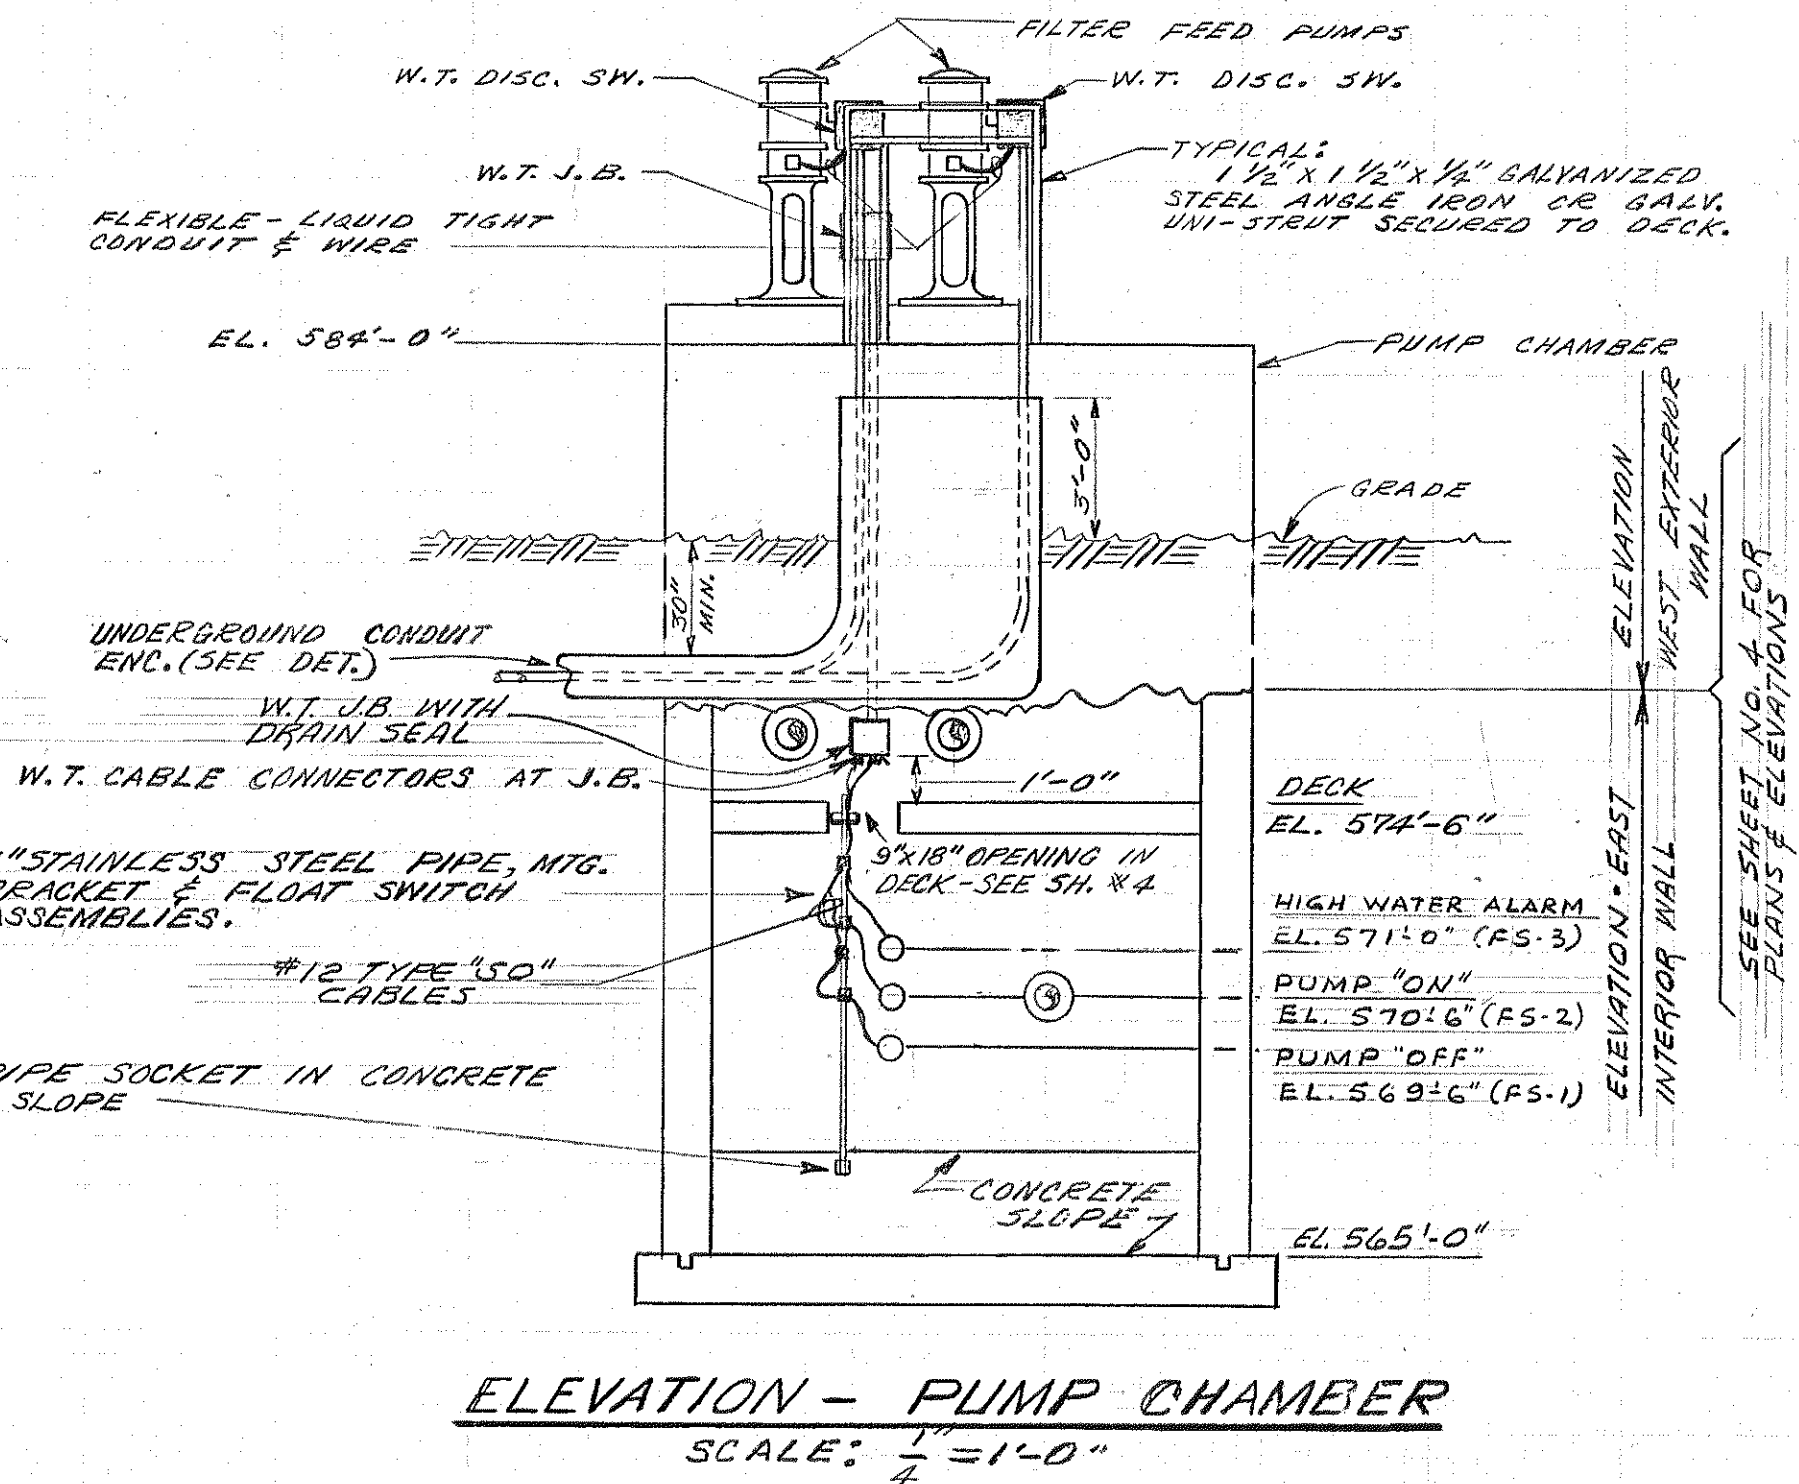 FILTER FEED PUMPS
W.T. DISC. SW.
W.T. DISC. SW.
TYPICAL:
1 1/2" X 1 1/2" X 1/4" GALVANIZED
STEEL ANGLE IRON OR GALV.
UNI-STRUT SECURED TO DECK.
W.T. J.B.
FLEXIBLE - LIQUID TIGHT
CONDUIT & WIRE
EL. 584'-0"
PUMP CHAMBER
3'-0"
GRADE
30"
MIN.
UNDERGROUND CONDUIT
ENC. (SEE DET.)
W.T. J.B. WITH
DRAIN SEAL
W.T. CABLE CONNECTORS AT J.B.
1'-0"
DECK
EL. 574'-6"
9"x18" OPENING IN
DECK - SEE SH. #4
"STAINLESS STEEL PIPE, MTG.
BRACKET & FLOAT SWITCH
ASSEMBLIES.
HIGH WATER ALARM
EL. 571'-0" (FS-3)
#12 TYPE "SO"
CABLES
PUMP "ON"
EL. 570'-6" (FS-2)
PUMP "OFF"
EL. 569'-6" (FS-1)
PIPE SOCKET IN CONCRETE
SLOPE
CONCRETE
SLOPE
EL. 565'-0"
ELEVATION
WEST EXTERIOR
WALL
ELEVATION • EAST
INTERIOR WALL
SEE SHEET NO. 4 FOR
PLANS & ELEVATIONS
ELEVATION - PUMP CHAMBER
SCALE: 1/4" = 1'-0"